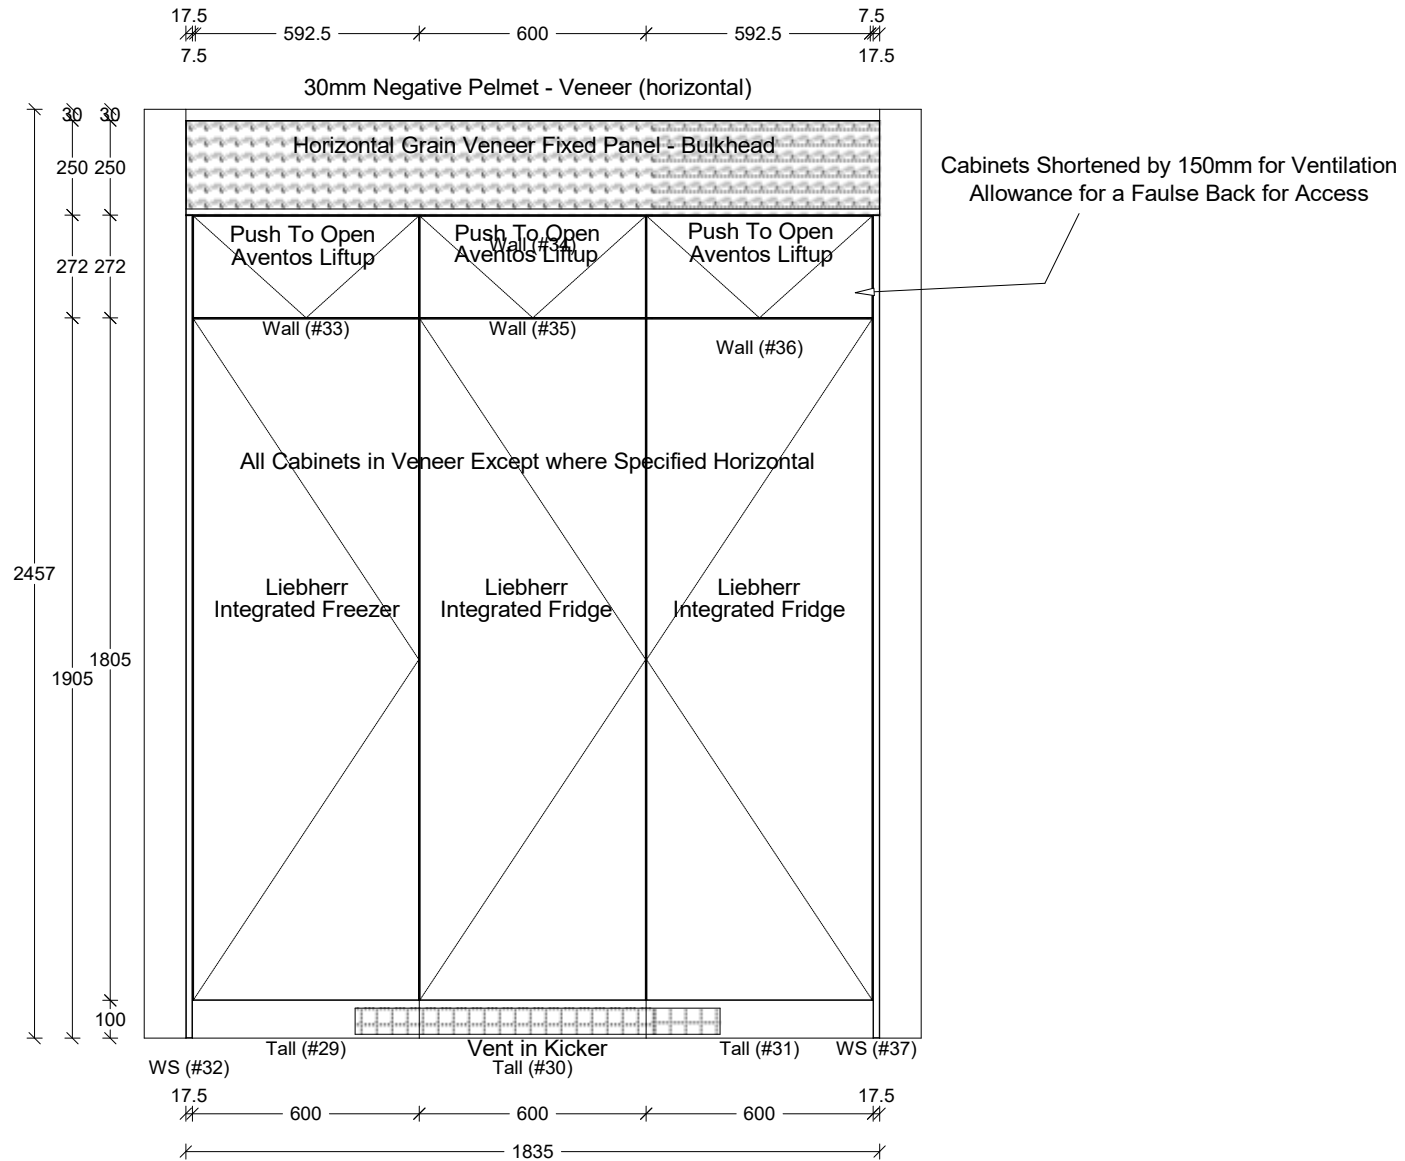 17.5
7.5
592.5
600
592.5
7.5
17.5
30mm Negative Pelmet - Veneer (horizontal)
30
30
Horizontal Grain Veneer Fixed Panel - Bulkhead
250
250
Cabinets Shortened by 150mm for Ventilation
Allowance for a Faulse Back for Access
Push To Open
Aventos Liftup
Push To Open
Wall (#34)
Aventos Liftup
Push To Open
Aventos Liftup
272
272
Wall (#33)
Wall (#35)
Wall (#36)
All Cabinets in Veneer Except where Specified Horizontal
2457
Liebherr
Integrated Freezer
Liebherr
Integrated Fridge
Liebherr
Integrated Fridge
1905
1805
100
Tall (#29)
Vent in Kicker
Tall (#31)
WS (#37)
WS (#32)
Tall (#30)
17.5
600
600
600
17.5
1835